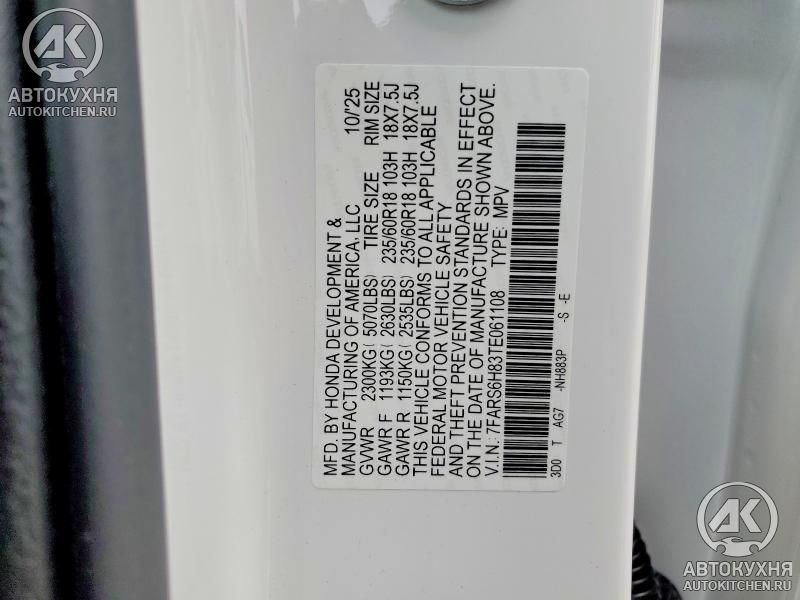 AK
АВТОКУХНЯ
AUTOKITCHEN.RU
MFD. BY HONDA DEVELOPMENT &
MANUFACTURING OF AMERICA, LLC 10/'25
GVWR 2300KG( 5070LBS) TIRE SIZE RIM SIZE
GAWR F 1193KG( 2630LBS) 235/60R18 103H 18X7.5J
GAWR R 1150KG( 2535LBS) 235/60R18 103H 18X7.5J
THIS VEHICLE CONFORMS TO ALL APPLICABLE
FEDERAL MOTOR VEHICLE SAFETY
AND THEFT PREVENTION STANDARDS IN EFFECT
ON THE DATE OF MANUFACTURE SHOWN ABOVE.
V.I.N.: 7FARS6H83TE061108 TYPE: MPV
3D0 T AG7 -NH883P -S -E
AK
АВТОКУХНЯ
AUTOKITCHEN.RU